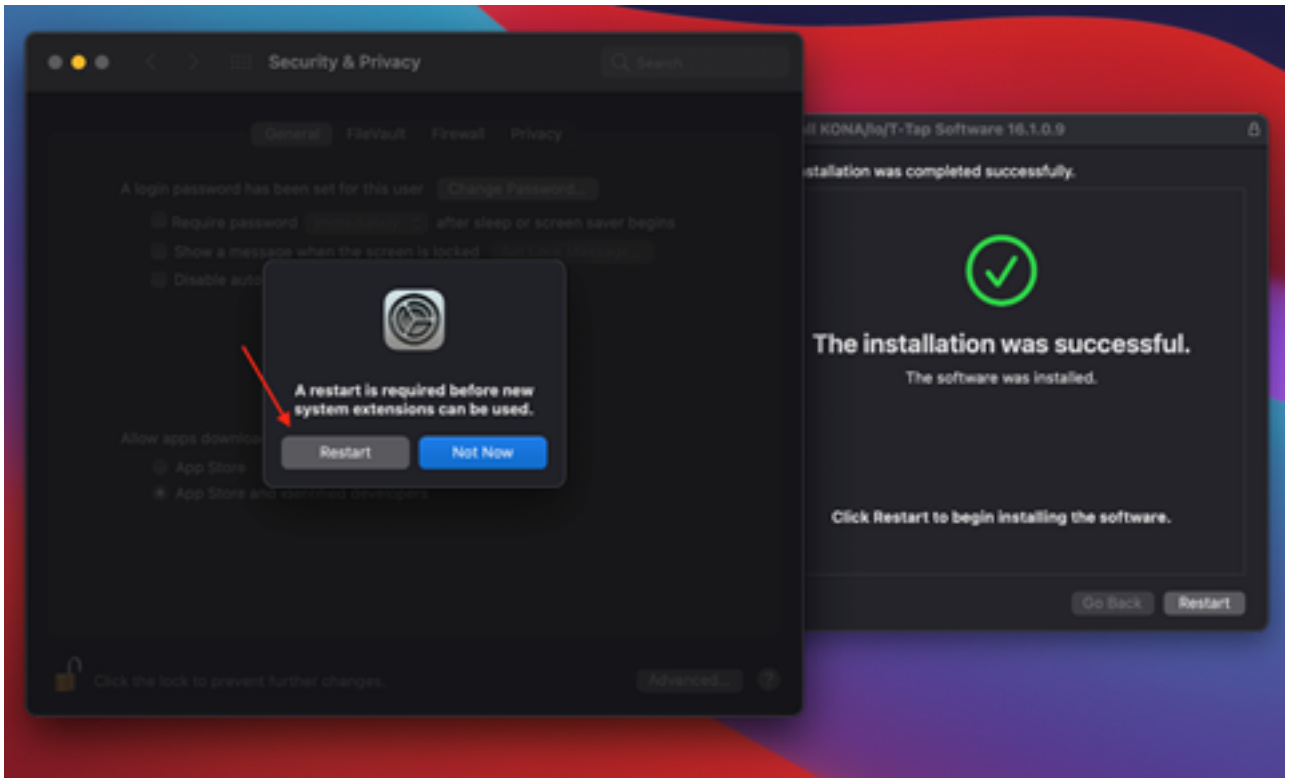 Security & Privacy
Search
General FileVault Firewall Privacy
A login password has been set for this user Change Password...
Require password after sleep or screen saver begins
Show a message when the screen is locked
Disable auto
A restart is required before new
system extensions can be used.
Restart Not Now
Allow apps downloa
App Store
App Store and identified developers
Click the lock to prevent further changes.
Advanced... ?
ll KONA/Io/T-Tap Software 16.1.0.9
stallation was completed successfully.
The installation was successful.
The software was installed.
Click Restart to begin installing the software.
Go Back Restart